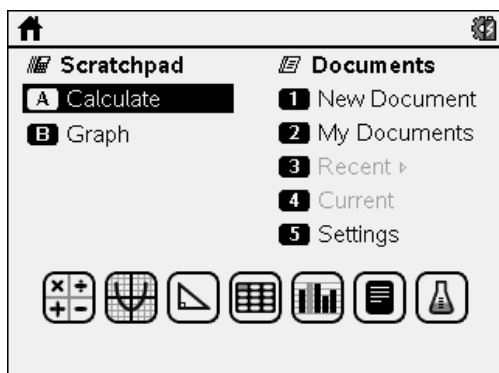 Scratchpad
A Calculate
B Graph
Documents
1 New Document
2 My Documents
3 Recent ▹
4 Current
5 Settings